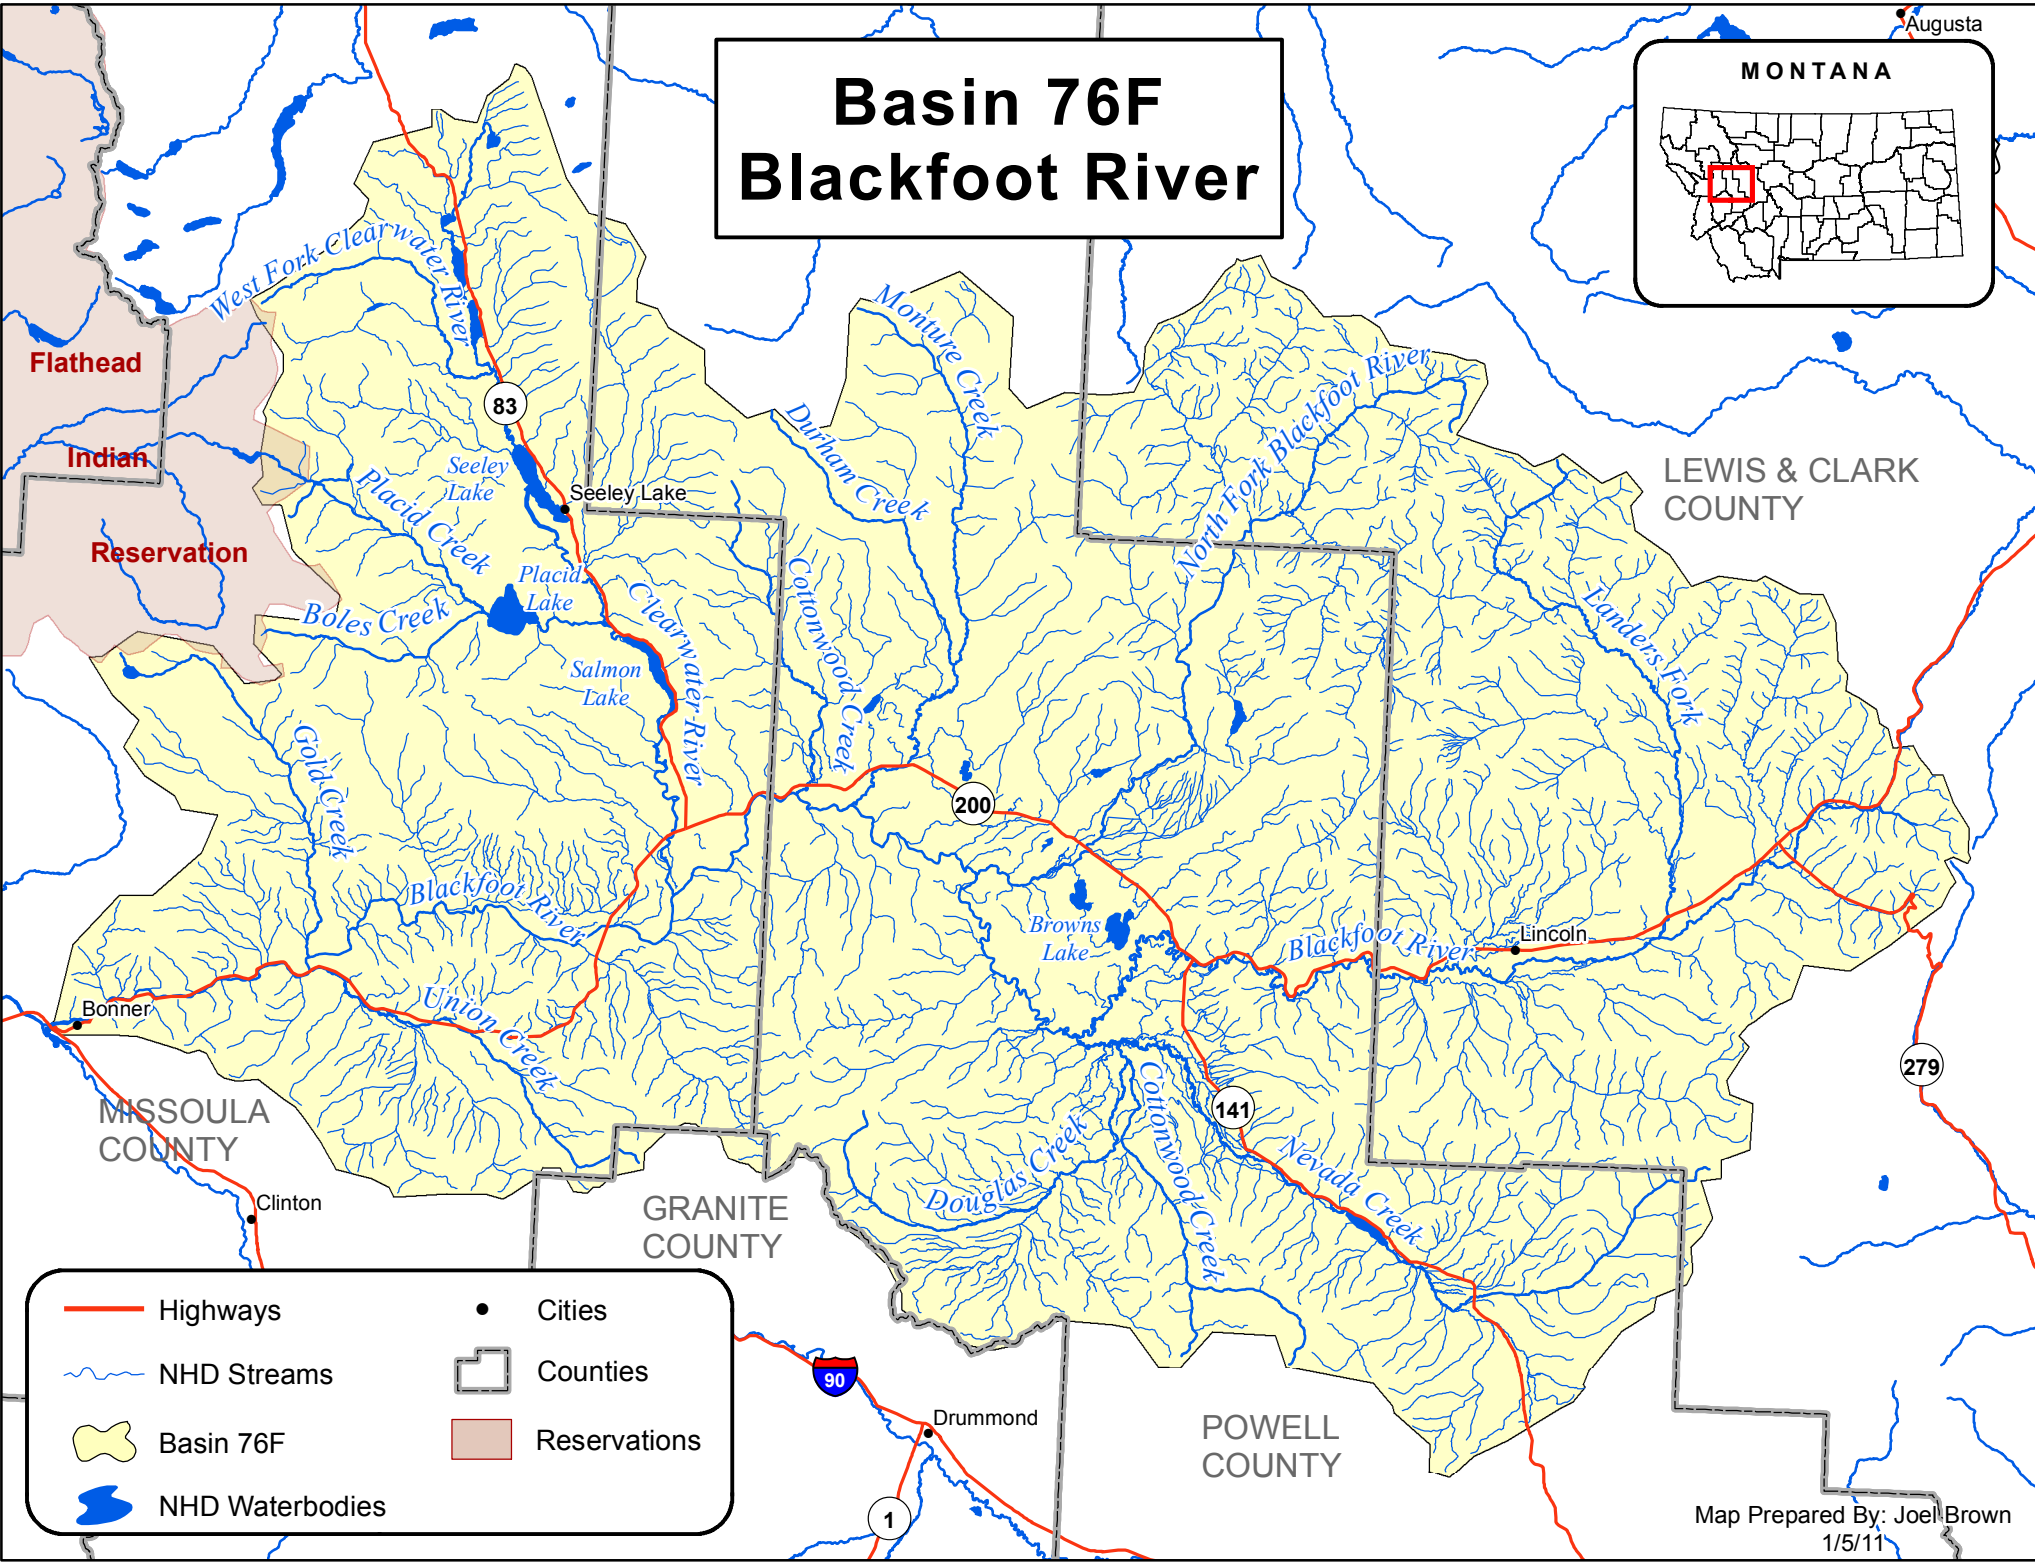 Augusta
Basin 76F
Blackfoot River
MONTANA
West Fork Clearwater River
Monture Creek
Flathead
Indian
Reservation
83
North Fork Blackfoot River
Durham Creek
LEWIS & CLARK
COUNTY
Seeley
Lake
Seeley Lake
Placid Creek
Placid
Lake
Boles Creek
Clearwater River
Cottonwood Creek
Landers Fork
Salmon
Lake
Gold Creek
200
Blackfoot River
Browns
Lake
Blackfoot River
Lincoln
Bonner
Union Creek
279
MISSOULA
COUNTY
141
Cottonwood Creek
Douglas Creek
Nevada Creek
Clinton
GRANITE
COUNTY
Highways
Cities
NHD Streams
Counties
Basin 76F
Reservations
NHD Waterbodies
90
Drummond
1
POWELL
COUNTY
Map Prepared By: Joel Brown
1/5/11